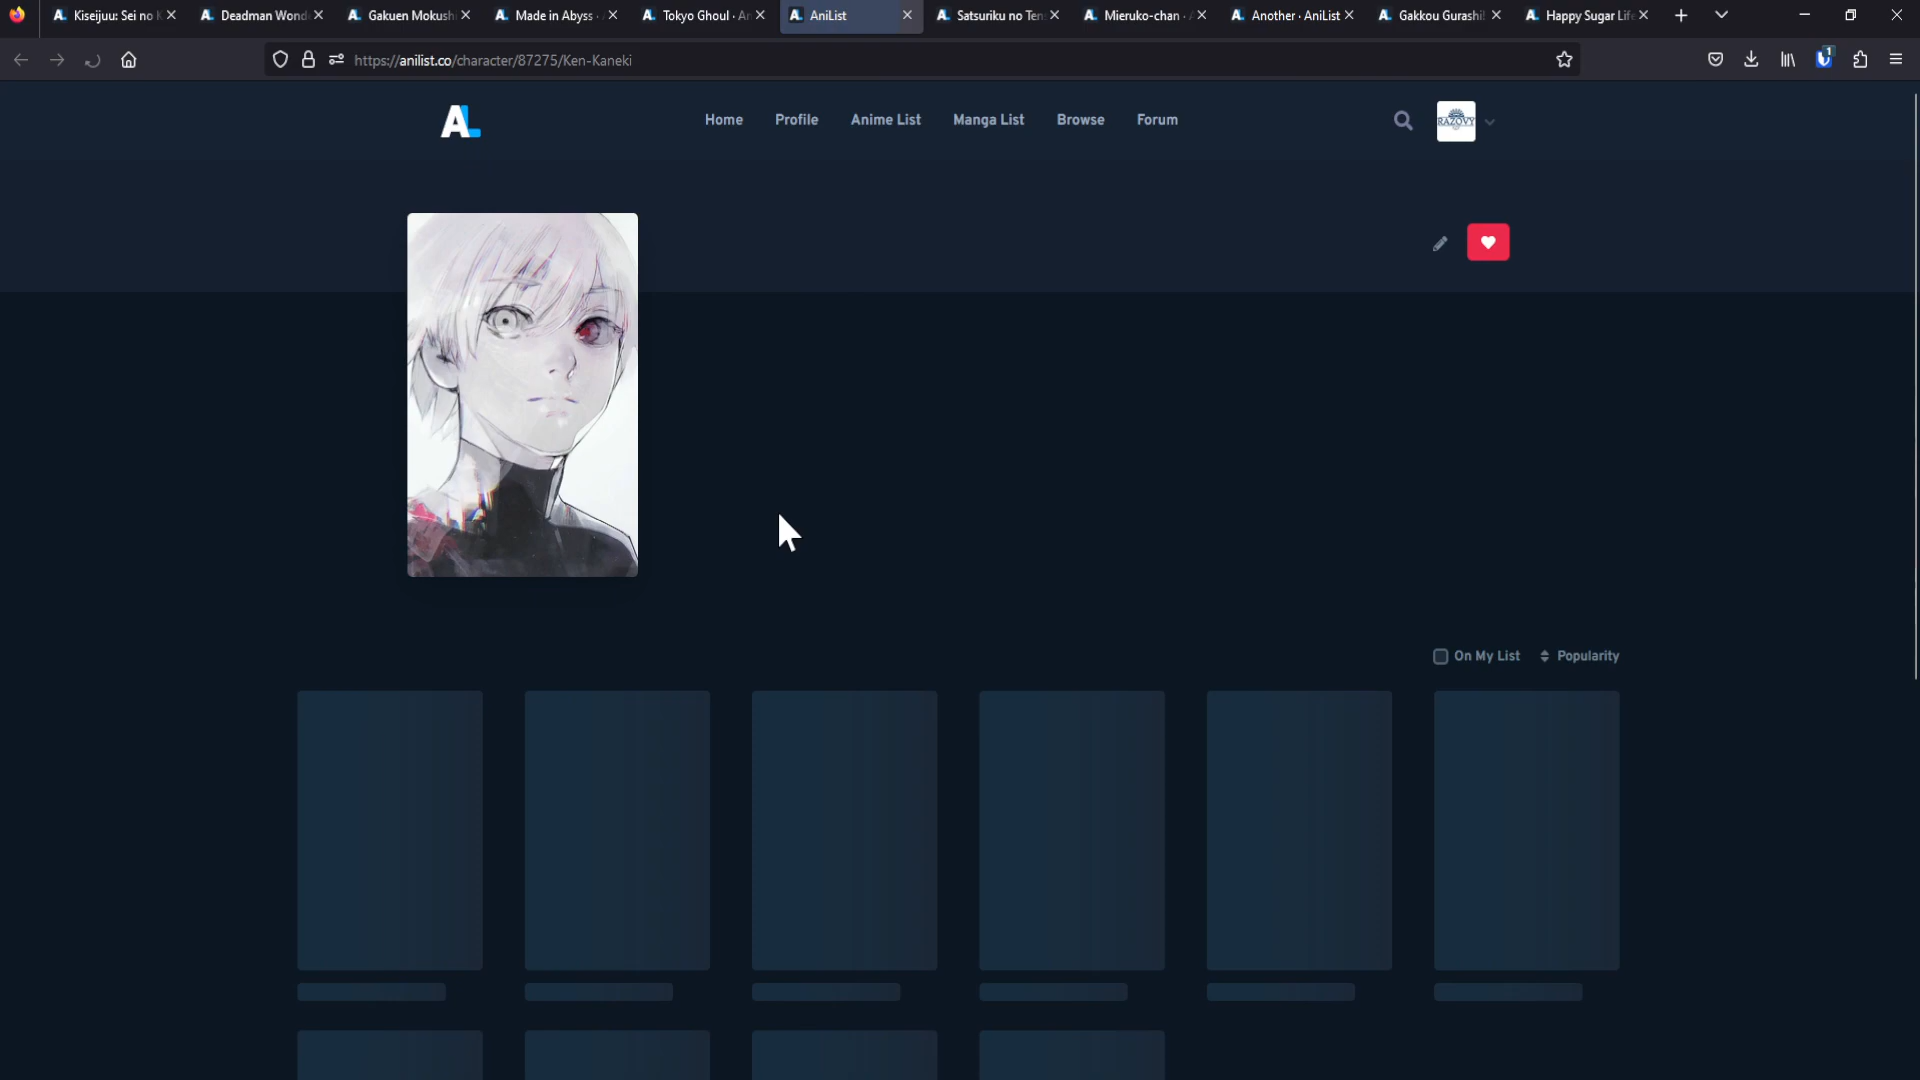 Kiseijuu: Sei no K
Deadman Wond
Gakuen Mokush
Made in Abyss ·
Tokyo Ghoul · An
AniList
Satsuriku no Ten
Mieruko-chan · A
Another · AniList
Gakkou Gurashi
Happy Sugar Life
https://anilist.co/character/87275/Ken-Kaneki
1
AL
Home
Profile
Anime List
Manga List
Browse
Forum
RAZOVY
On My List
Popularity